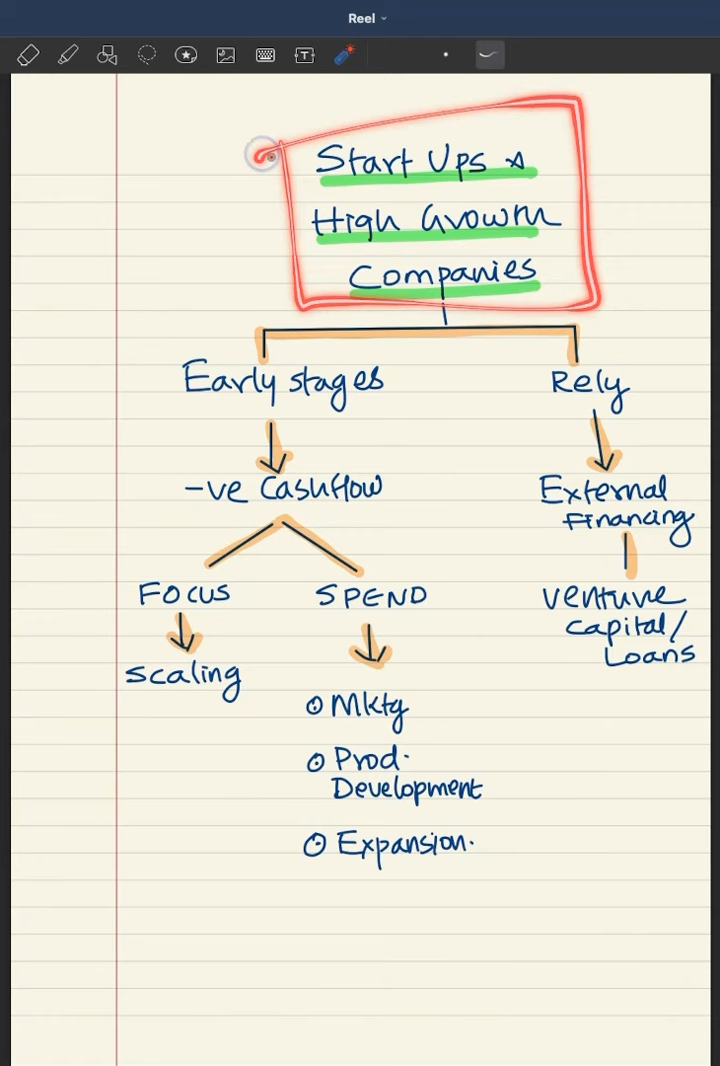 Reel
Start Ups &
High Growth
Companies
Early stages
Rely
-ve Cashflow
External
Financing
FOCUS
SPEND
Venture
Capital/
Loans
Scaling
Mktg
Prod.
Development
Expansion.